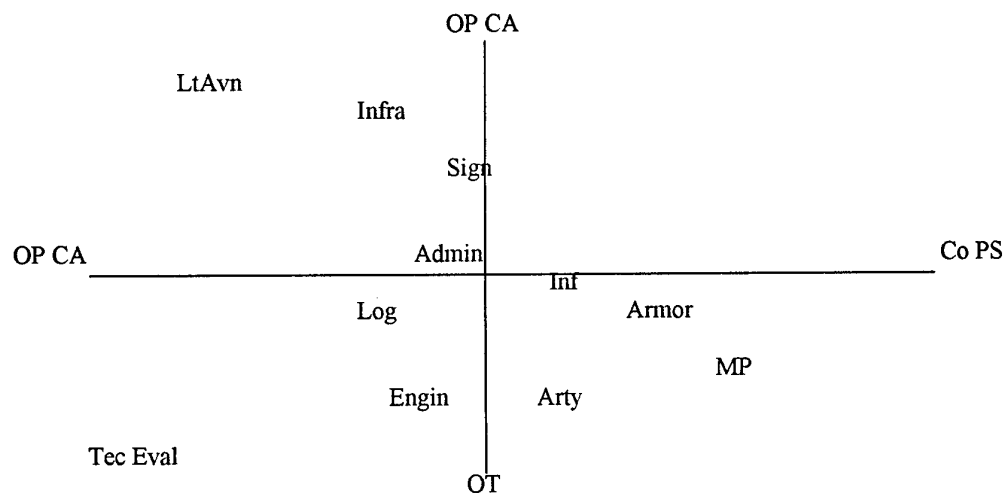 OP CA
LtAvn
Infra
Sign
OP CA
Admin
Co PS
Inf
Log
Armor
MP
Engin
Arty
Tec Eval
OT